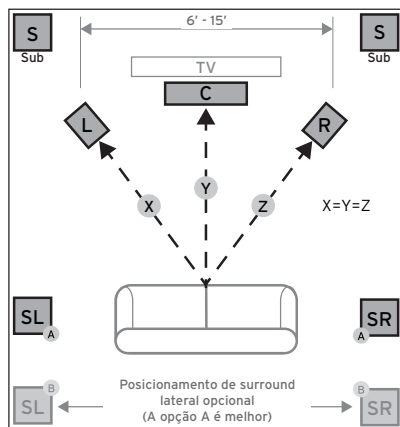 S
6' - 15'
S
Sub
Sub
TV
C
L
R
X
Y
Z
X=Y=Z
SL
A
SR
A
B
SL
Posicionamento de surround
lateral opcional
(A opção A é melhor)
B
SR